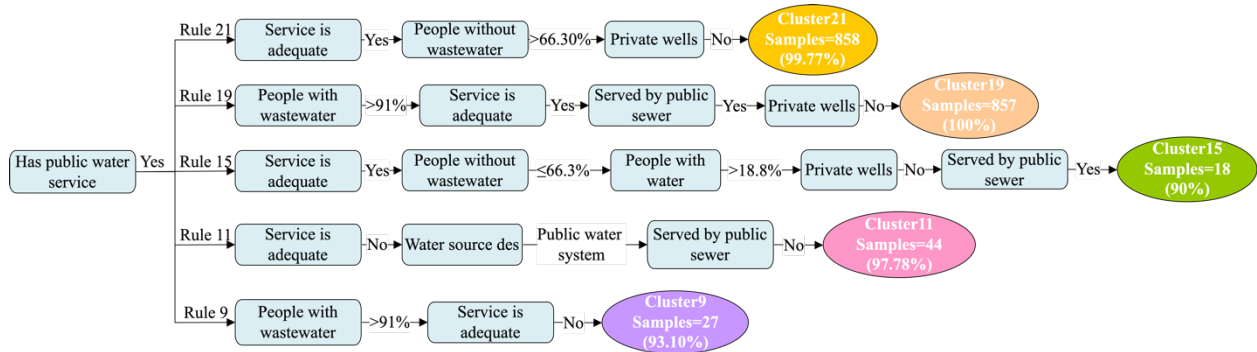 Has public water
service
Yes
Rule 21
Service is
adequate
Yes
People without
wastewater
>66.30%
Private wells
No
Cluster21
Samples=858
(99.77%)
Rule 19
People with
wastewater
>91%
Service is
adequate
Yes
Served by public
sewer
Yes
Private wells
No
Cluster19
Samples=857
(100%)
Rule 15
Service is
adequate
Yes
People without
wastewater
≤66.3%
People with
water
>18.8%
Private wells
No
Served by public
sewer
Yes
Cluster15
Samples=18
(90%)
Rule 11
Service is
adequate
No
Water source des
Public water
system
Served by public
sewer
No
Cluster11
Samples=44
(97.78%)
Rule 9
People with
wastewater
>91%
Service is
adequate
No
Cluster9
Samples=27
(93.10%)